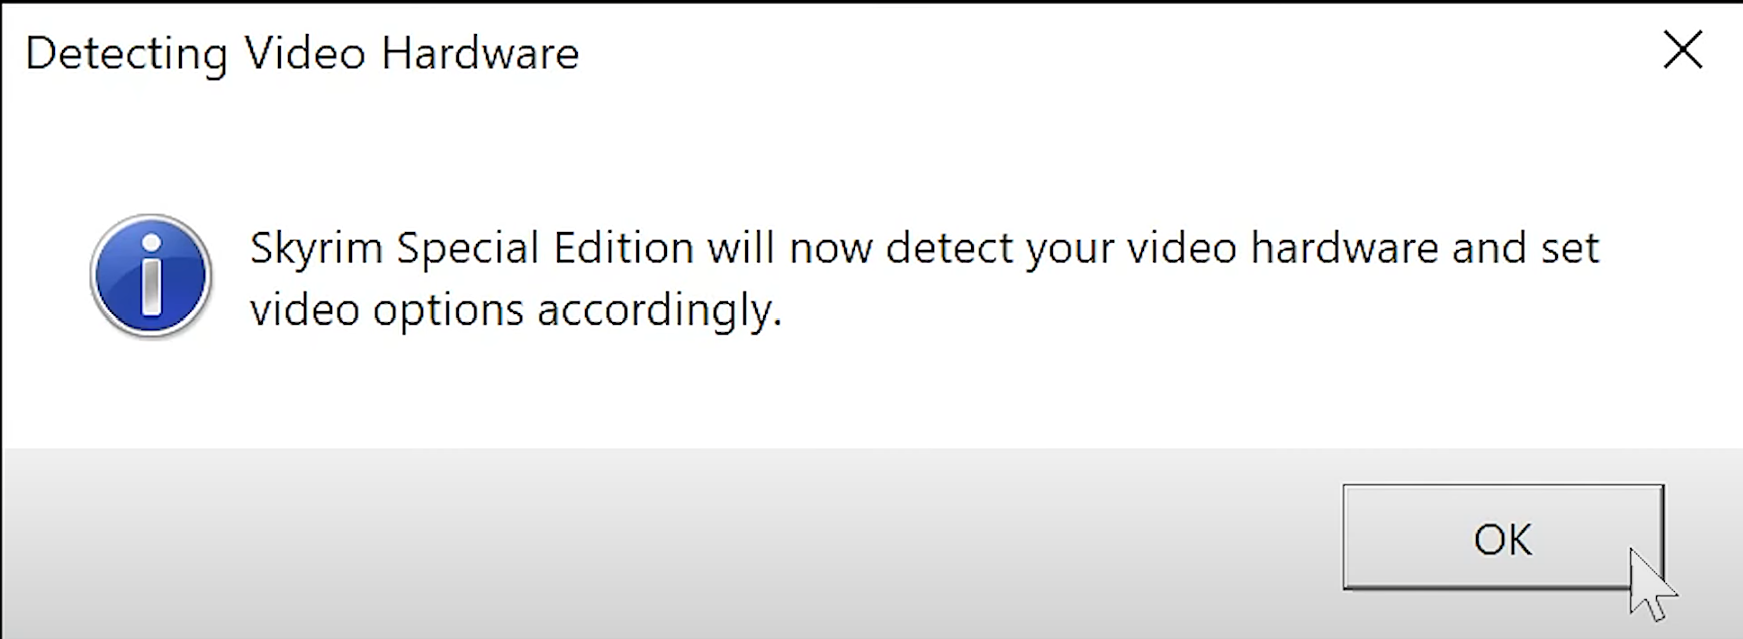 Detecting Video Hardware
Skyrim Special Edition will now detect your video hardware and set
video options accordingly.
OK